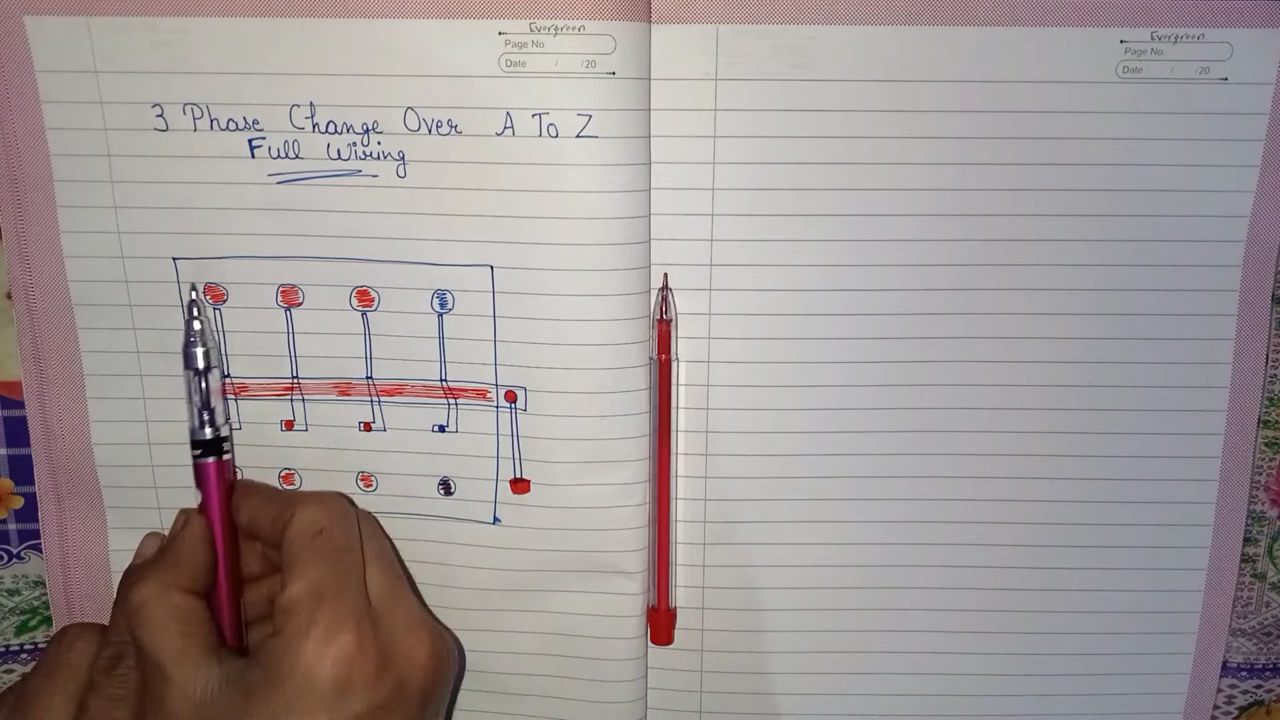 Evergreen
Page No
Date / /20
3 Phase Change Over A To Z
Full Wiring
Evergreen
Page No
Date / /20